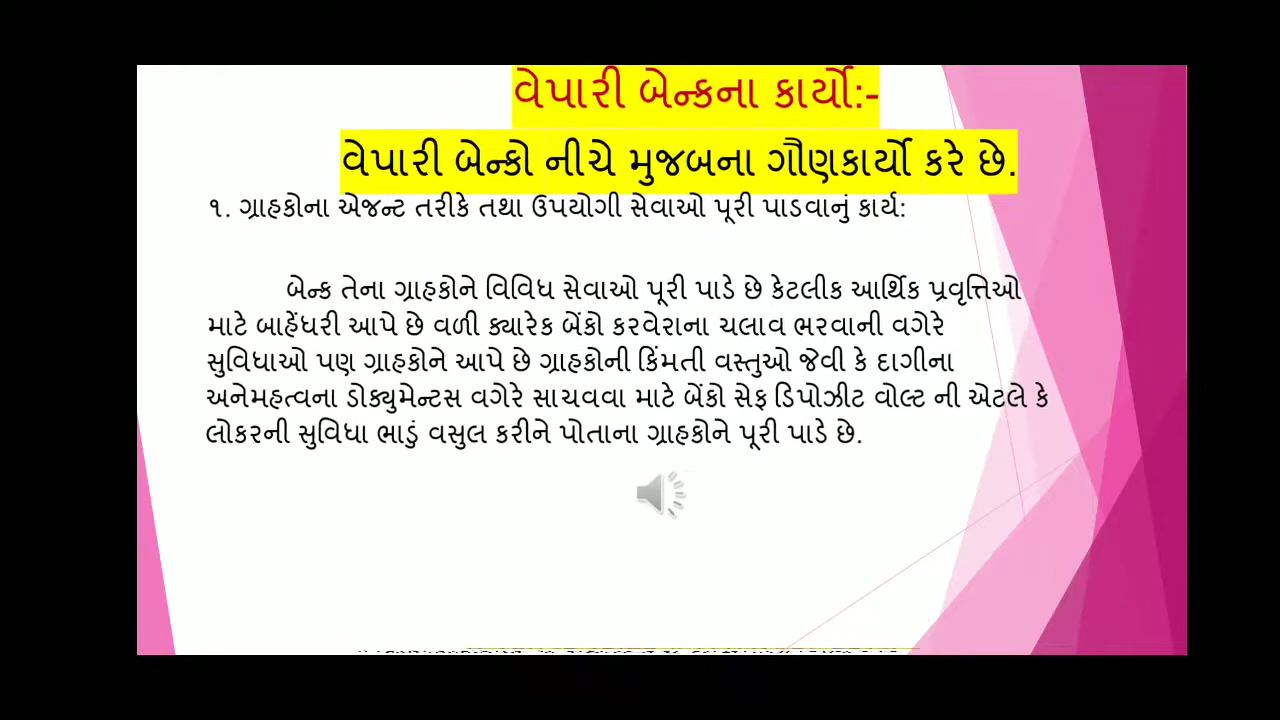 વેપારી બેન્કના કાર્યો:-
વેપારી બેન્કો નીચે મુજબના ગૌણકાર્યો કરે છે.
૧. ગ્રાહકોના એજન્ટ તરીકે તથા ઉપયોગી સેવાઓ પૂરી પાડવાનું કાર્ય:
બેન્ક તેના ગ્રાહકોને વિવિધ સેવાઓ પૂરી પાડે છે કેટલીક આર્થિક પ્રવૃત્તિઓ
માટે બાહેંધરી આપે છે વળી ક્યારેક બેંકો કરવેરાના ચલાવ ભરવાની વગેરે
સુવિધાઓ પણ ગ્રાહકોને આપે છે ગ્રાહકોની કિંમતી વસ્તુઓ જેવી કે દાગીના
અનેમહત્વના ડોક્યુમેન્ટસ વગેરે સાચવવા માટે બેંકો સેફ ડિપોઝીટ વોલ્ટ ની એટલે કે
લોકરની સુવિધા ભાડું વસુલ કરીને પોતાના ગ્રાહકોને પૂરી પાડે છે.